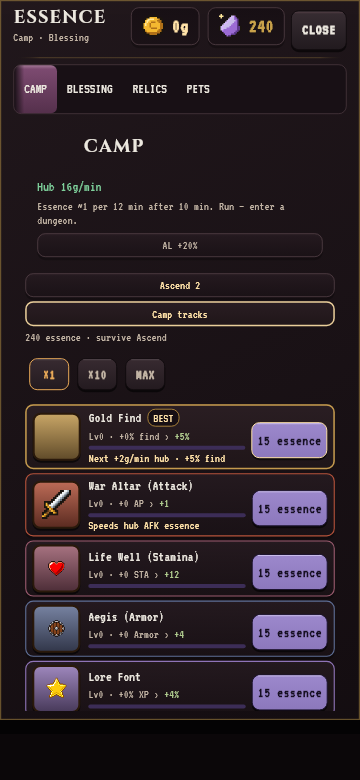 ESSENCE
Camp · Blessing
0g
240
CLOSE
CAMP
BLESSING
RELICS
PETS
CAMP
Hub 16g/min
Essence ~1 per 12 min after 10 min. Run — enter a
dungeon.
AL +20%
Ascend 2
Camp tracks
240 essence · survive Ascend
X1
X10
MAX
Gold Find
BEST
Lv0 · +0% find › +5%
Next +2g/min hub · +5% find
15 essence
War Altar (Attack)
Lv0 · +0 AP › +1
Speeds hub AFK essence
15 essence
Life Well (Stamina)
Lv0 · +0 STA › +12
15 essence
Aegis (Armor)
Lv0 · +0 Armor › +4
15 essence
Lore Font
Lv0 · +0% XP › +4%
15 essence